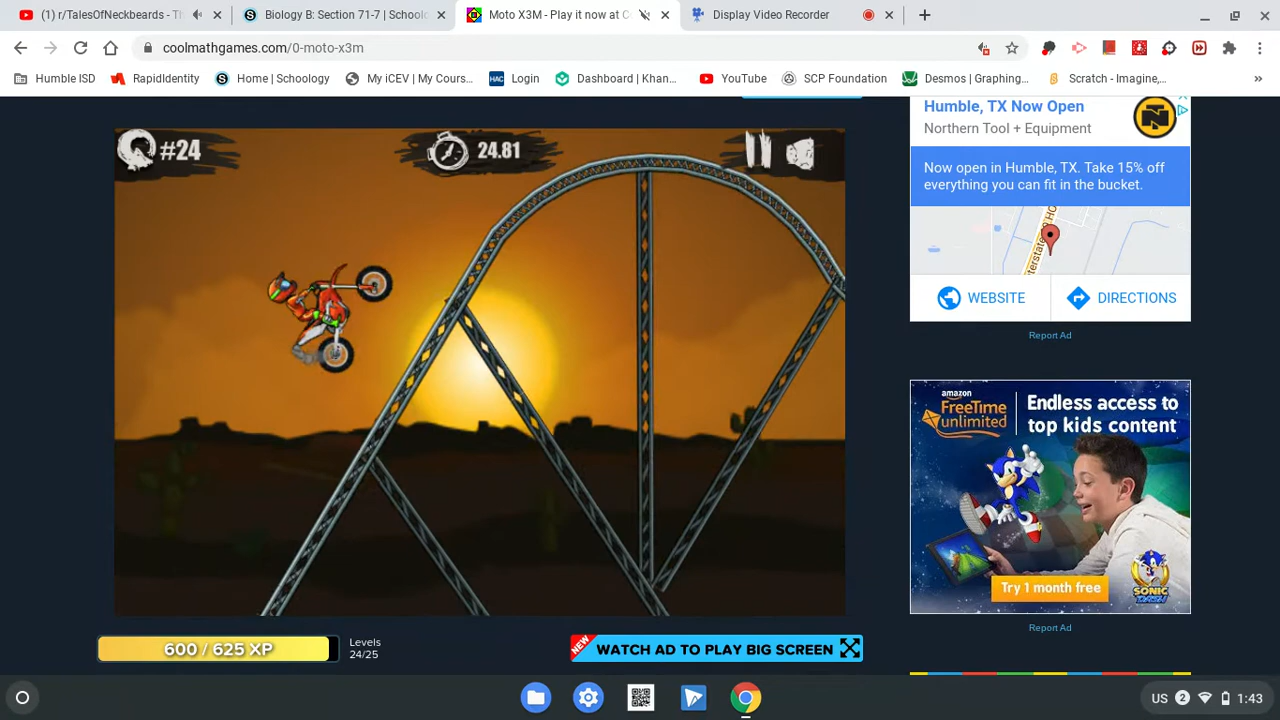 (1) r/TalesOfNeckbeards - Th
Biology B: Section 71-7 | Schoolo
Moto X3M - Play it now at C
Display Video Recorder
coolmathgames.com/0-moto-x3m
Humble ISD
RapidIdentity
Home | Schoology
My iCEV | My Cours...
HAC
Login
Dashboard | Khan...
YouTube
SCP Foundation
Desmos | Graphing...
Scratch - Imagine,...
#24
24.81
Humble, TX Now Open
Northern Tool + Equipment
Now open in Humble, TX. Take 15% off
everything you can fit in the bucket.
WEBSITE
DIRECTIONS
Report Ad
amazon
FreeTime
unlimited
Endless access to
top kids content
Try 1 month free
SONIC
DASH
Report Ad
600 / 625 XP
Levels
24/25
NEW
WATCH AD TO PLAY BIG SCREEN
US
2
1:43